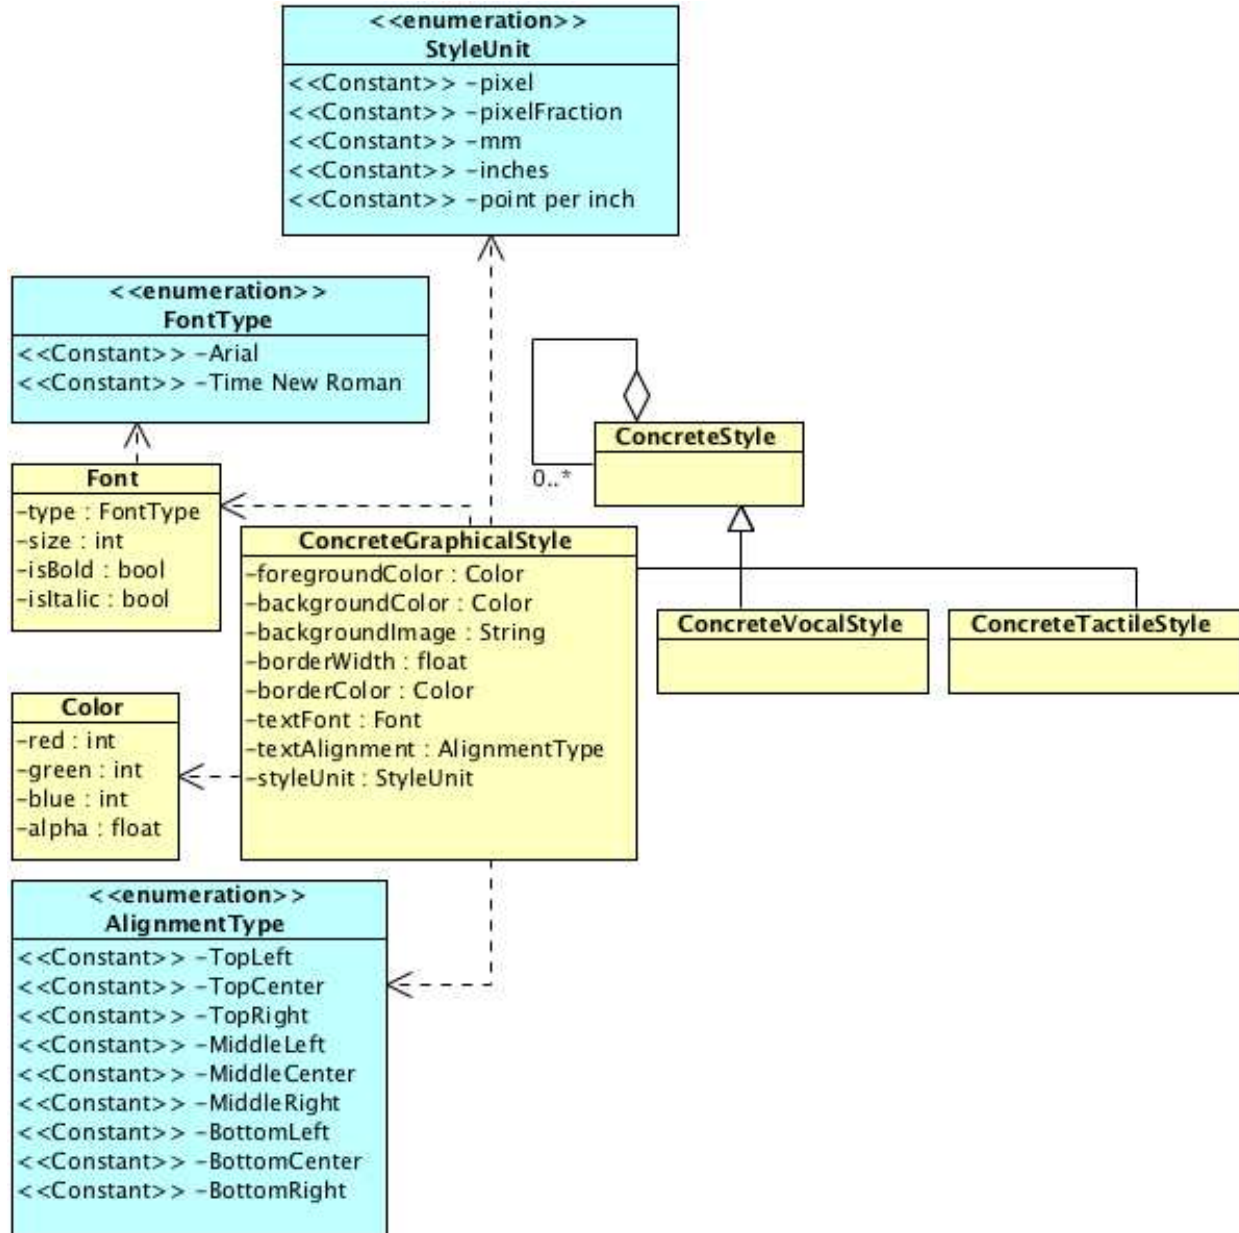 <<enumeration>>
StyleUnit
<<Constant>> -pixel
<<Constant>> -pixelFraction
<<Constant>> -mm
<<Constant>> -inches
<<Constant>> -point per inch
<<enumeration>>
FontType
<<Constant>> -Arial
<<Constant>> -Time New Roman
ConcreteStyle
0..*
Font
-type : FontType
-size : int
-isBold : bool
-isItalic : bool
ConcreteGraphicalStyle
-foregroundColor : Color
-backgroundColor : Color
-backgroundImage : String
-borderWidth : float
-borderColor : Color
-textFont : Font
-textAlignment : AlignmentType
-styleUnit : StyleUnit
ConcreteVocalStyle
ConcreteTactileStyle
Color
-red : int
-green : int
-blue : int
-alpha : float
<<enumeration>>
AlignmentType
<<Constant>> -TopLeft
<<Constant>> -TopCenter
<<Constant>> -TopRight
<<Constant>> -MiddleLeft
<<Constant>> -MiddleCenter
<<Constant>> -MiddleRight
<<Constant>> -BottomLeft
<<Constant>> -BottomCenter
<<Constant>> -BottomRight